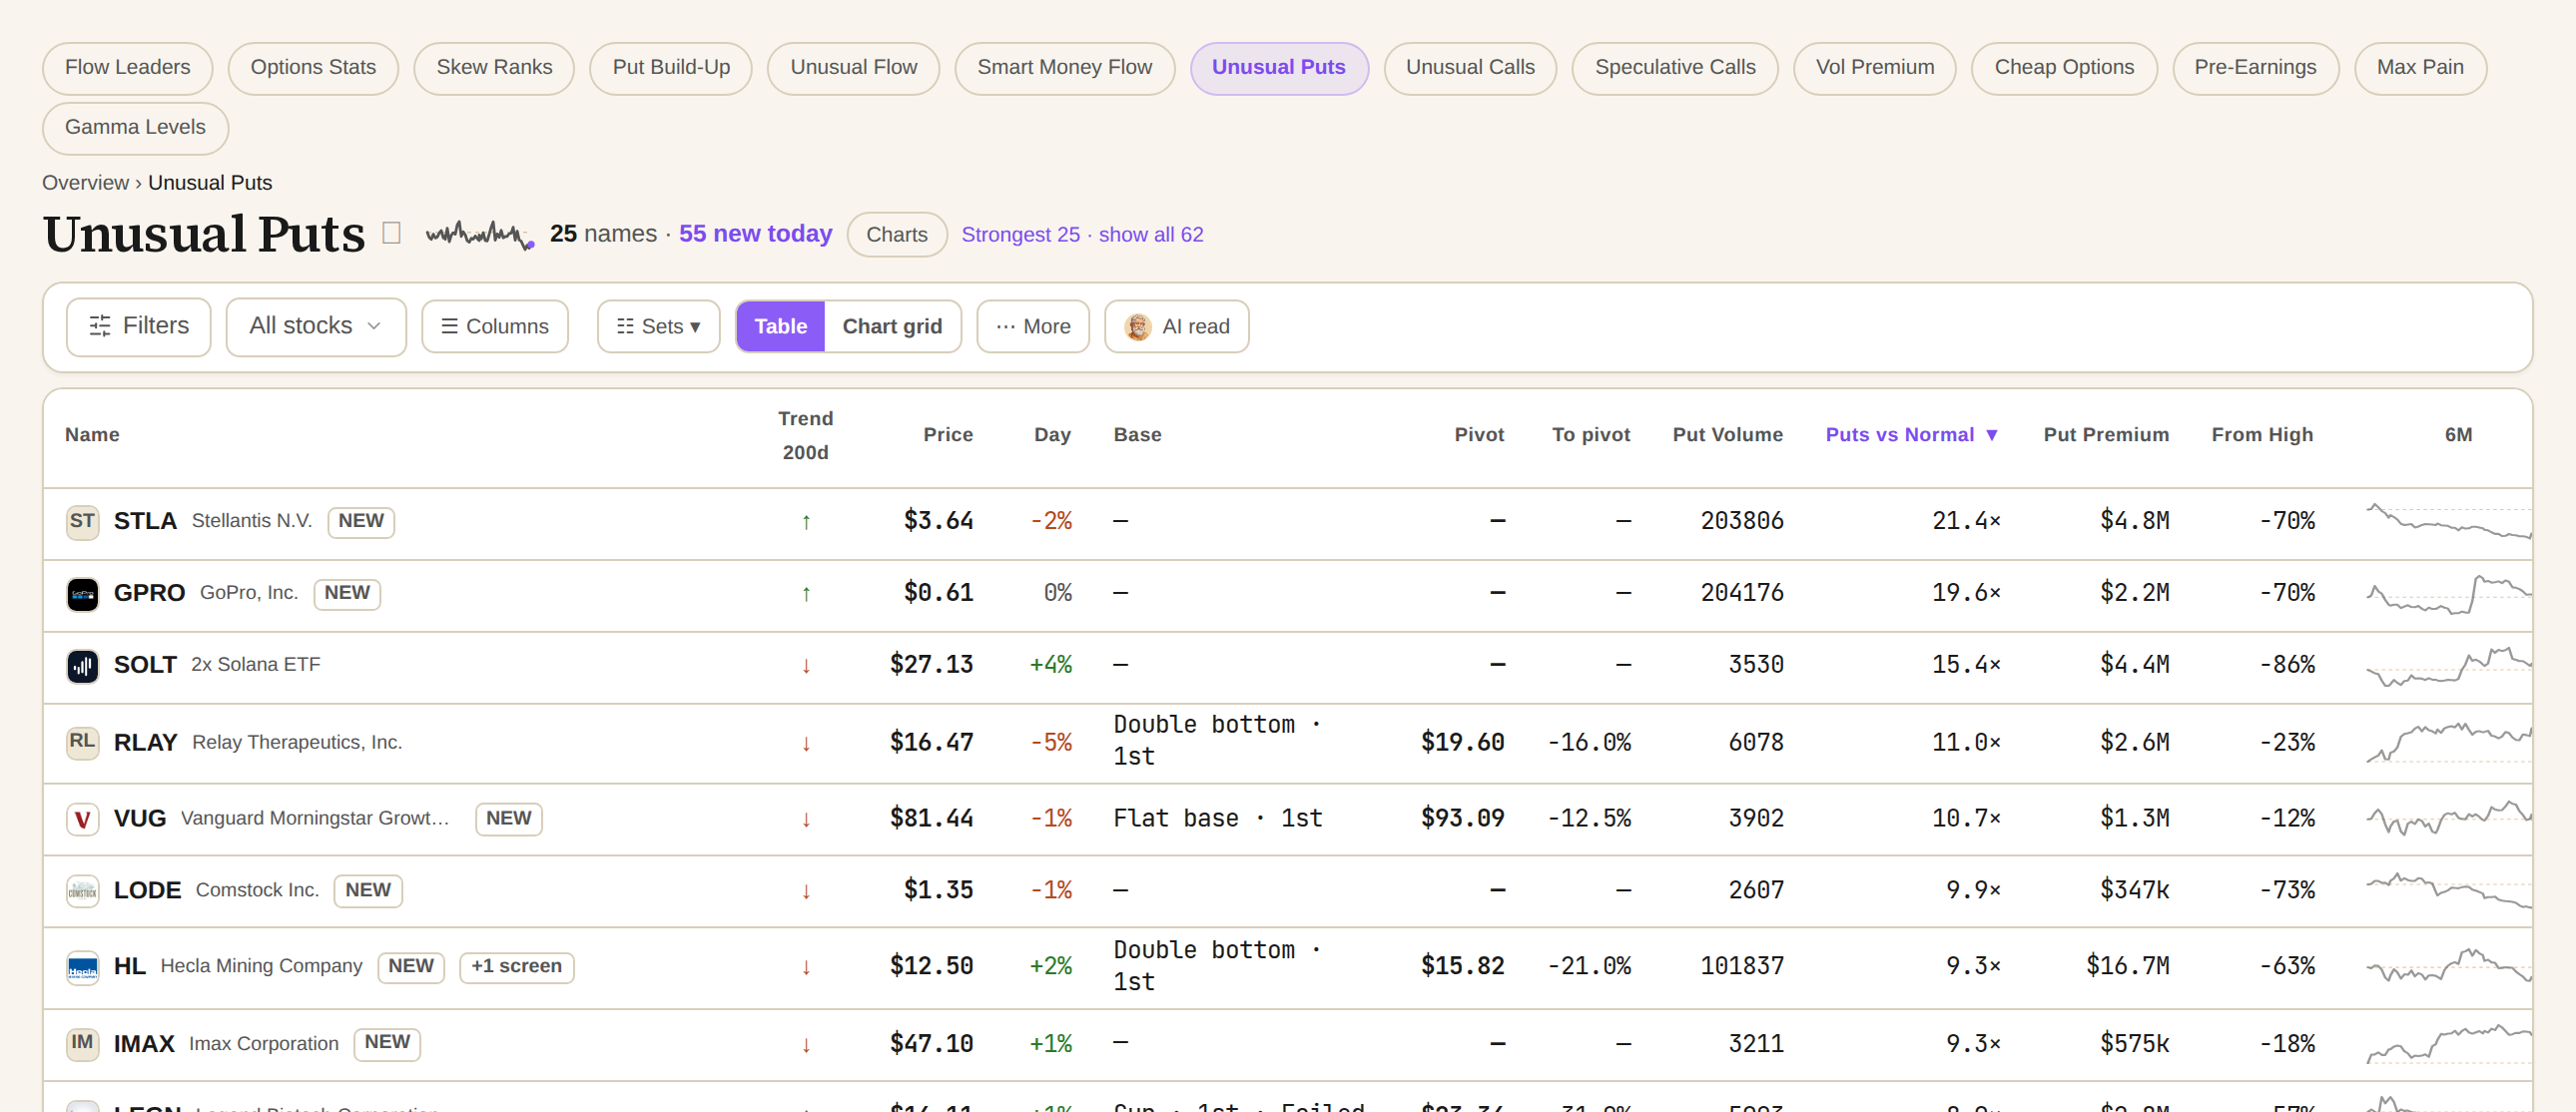 Flow Leaders Options Stats Skew Ranks Put Build-Up Unusual Flow Smart Money Flow Unusual Puts Unusual Calls Speculative Calls Vol Premium Cheap Options Pre-Earnings Max Pain
Gamma Levels
Overview › Unusual Puts
Unusual Puts 25 names · 55 new today Charts Strongest 25 · show all 62
Filters All stocks Columns Sets ▾ Table Chart grid ⋯ More AI read
Name Trend 200d Price Day Base Pivot To pivot Put Volume Puts vs Normal ▼ Put Premium From High 6M
ST STLA Stellantis N.V. NEW ↑ $3.64 -2% — — — 203806 21.4× $4.8M -70%
GPRO GoPro, Inc. NEW ↑ $0.61 0% — — — 204176 19.6× $2.2M -70%
SOLT 2x Solana ETF ↓ $27.13 +4% — — — 3530 15.4× $4.4M -86%
RL RLAY Relay Therapeutics, Inc. ↓ $16.47 -5% Double bottom · 1st $19.60 -16.0% 6078 11.0× $2.6M -23%
VUG Vanguard Morningstar Growt… NEW ↓ $81.44 -1% Flat base · 1st $93.09 -12.5% 3902 10.7× $1.3M -12%
COMSTOCK LODE Comstock Inc. NEW ↓ $1.35 -1% — — — 2607 9.9× $347k -73%
Hecla HL Hecla Mining Company NEW +1 screen ↓ $12.50 +2% Double bottom · 1st $15.82 -21.0% 101837 9.3× $16.7M -63%
IM IMAX Imax Corporation NEW ↓ $47.10 +1% — — — 3211 9.3× $575k -18%